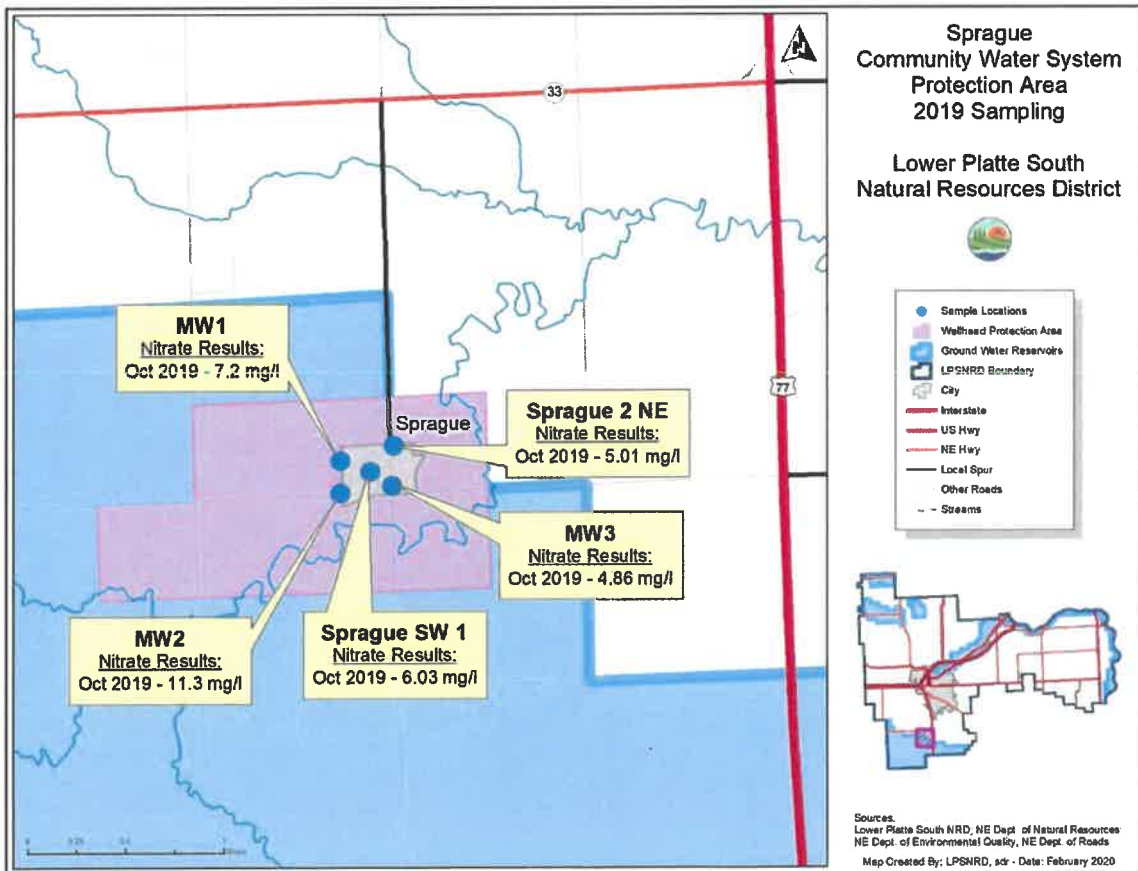 Sprague
Community Water System
Protection Area
2019 Sampling
Lower Platte South
Natural Resources District
N
33
77
MW1
Nitrate Results:
Oct 2019 - 7.2 mg/l
Sprague
Sprague 2 NE
Nitrate Results:
Oct 2019 - 5.01 mg/l
MW3
Nitrate Results:
Oct 2019 - 4.86 mg/l
MW2
Nitrate Results:
Oct 2019 - 11.3 mg/l
Sprague SW 1
Nitrate Results:
Oct 2019 - 6.03 mg/l
Sample Locations
Wellhead Protection Area
Ground Water Reservoirs
LPSNRD Boundary
City
Interstate
US Hwy
NE Hwy
Local Spur
Other Roads
Streams
0
Sources.
Lower Platte South NRD, NE Dept of Natural Resources
NE Dept. of Environmental Quality, NE Dept. of Roads
Map Created By: LPSNRD, sdr - Date: February 2020